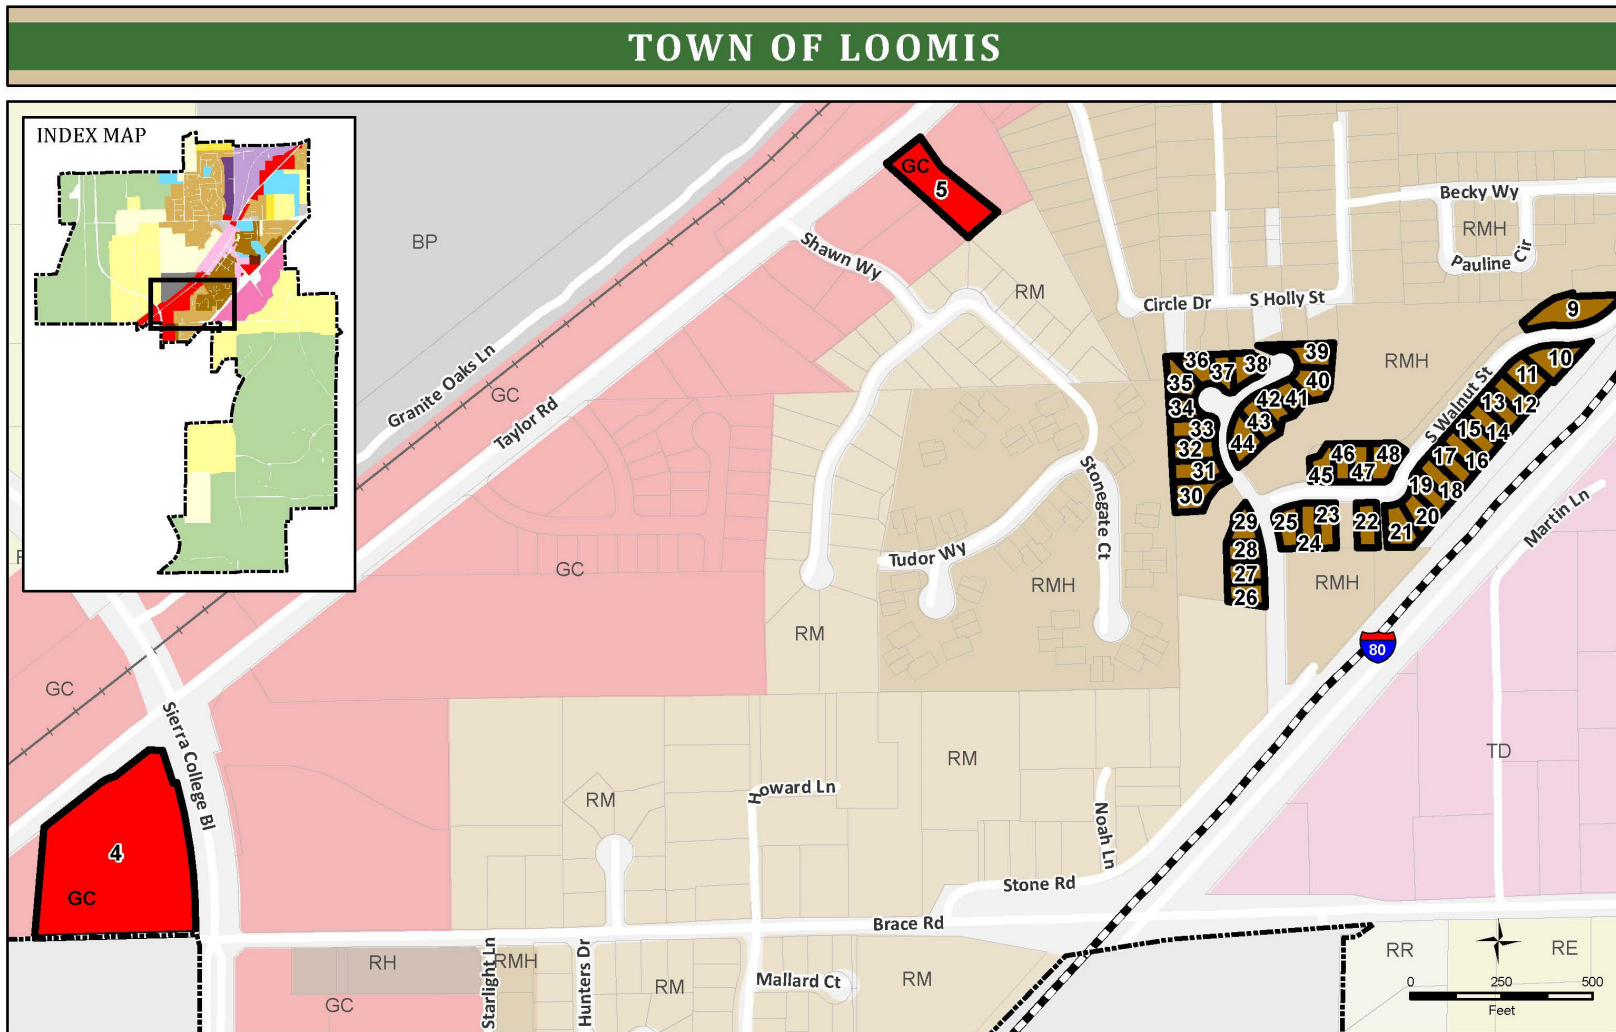 TOWN OF LOOMIS
INDEX MAP
BP
GC
5
Becky Wy
RMH
Pauline Cir
Shawn Wy
RM
Circle Dr
S Holly St
9
Granite Oaks Ln
GC
Taylor Rd
RMH
36
37
38
39
35
40
34
42
41
33
43
32
44
31
30
10
11
S Walnut St
13
12
15
14
17
16
46
48
45
47
19
18
20
21
29
25
23
22
24
28
27
26
Stonegate Ct
Martin Ln
GC
Tudor Wy
RMH
RMH
RM
80
GC
Sierra College Bl
TD
RM
RM
Howard Ln
Noah Ln
4
GC
Stone Rd
Brace Rd
RH
Starlight Ln
RMH
Hunters Dr
RM
Mallard Ct
RM
GC
RR
RE
0 250 500
Feet